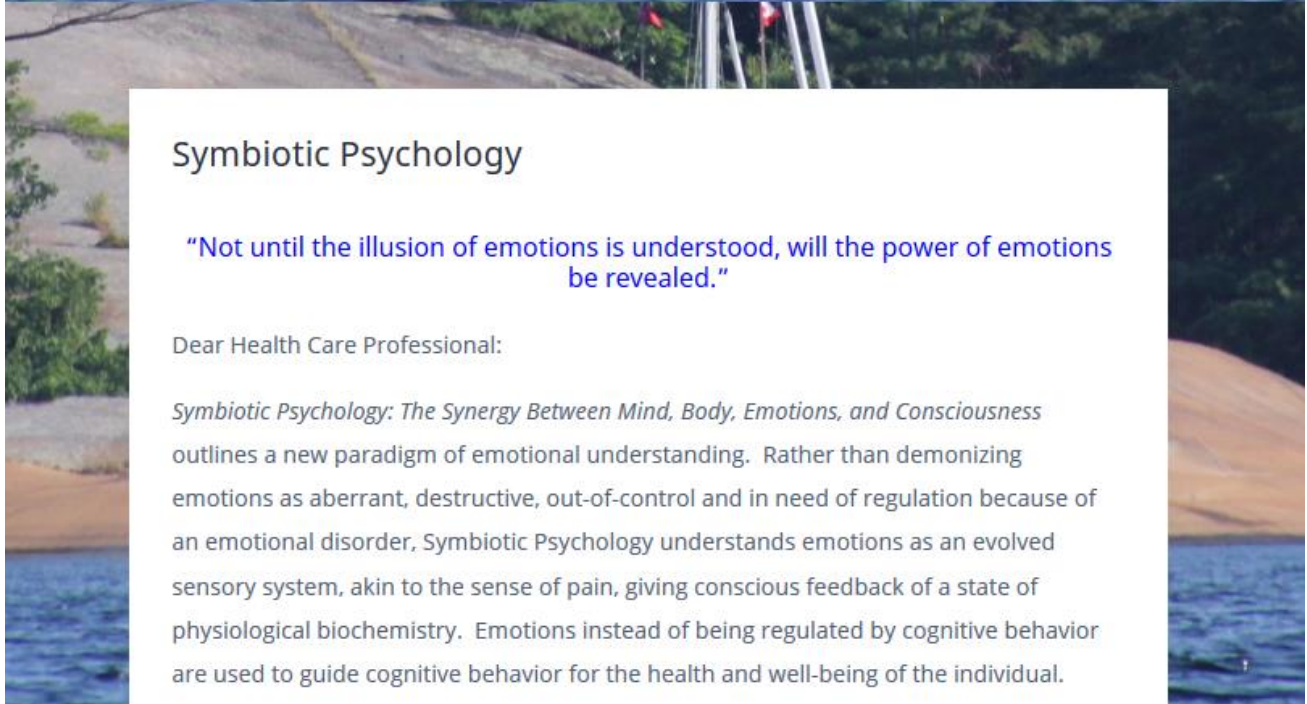 Symbiotic Psychology
“Not until the illusion of emotions is understood, will the power of emotions
be revealed.”
Dear Health Care Professional:
Symbiotic Psychology: The Synergy Between Mind, Body, Emotions, and Consciousness
outlines a new paradigm of emotional understanding.  Rather than demonizing
emotions as aberrant, destructive, out-of-control and in need of regulation because of
an emotional disorder, Symbiotic Psychology understands emotions as an evolved
sensory system, akin to the sense of pain, giving conscious feedback of a state of
physiological biochemistry.  Emotions instead of being regulated by cognitive behavior
are used to guide cognitive behavior for the health and well-being of the individual.